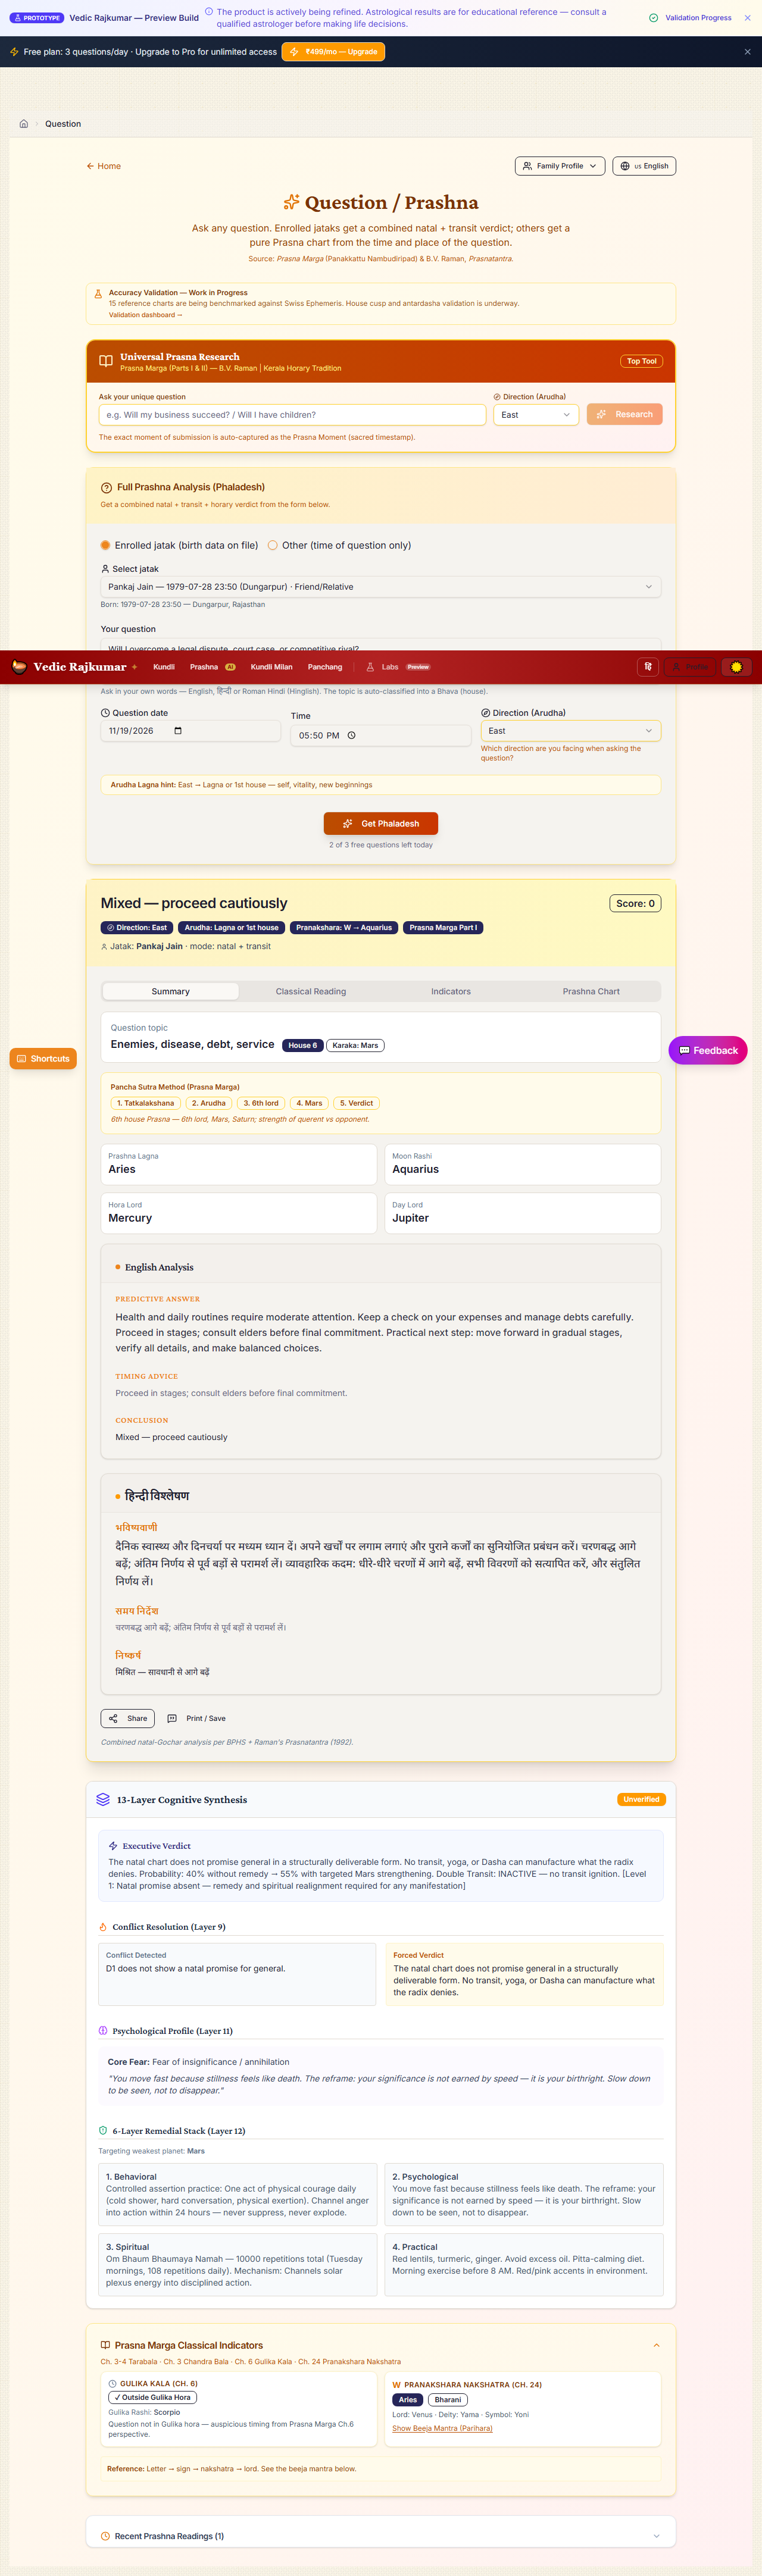 PROTOTYPE
Vedic Rajkumar — Preview Build
The product is actively being refined. Astrological results are for educational reference — consult a
qualified astrologer before making life decisions.
Validation Progress
Free plan: 3 questions/day · Upgrade to Pro for unlimited access
₹499/mo — Upgrade
Question
Home
Family Profile
us English
Question / Prashna
Ask any question. Enrolled jataks get a combined natal + transit verdict; others get a
pure Prasna chart from the time and place of the question.
Source: Prasna Marga (Panakkattu Nambudiripad) & B.V. Raman, Prasnatantra.
Accuracy Validation — Work in Progress
15 reference charts are being benchmarked against Swiss Ephemeris. House cusp and antardasha validation is underway.
Validation dashboard →
Universal Prasna Research
Prasna Marga (Parts I & II) — B.V. Raman | Kerala Horary Tradition
Top Tool
Ask your unique question
Direction (Arudha)
e.g. Will my business succeed? / Will I have children?
East
Research
The exact moment of submission is auto-captured as the Prasna Moment (sacred timestamp).
Full Prashna Analysis (Phaladesh)
Get a combined natal + transit + horary verdict from the form below.
Enrolled jatak (birth data on file)
Other (time of question only)
Select jatak
Pankaj Jain — 1979-07-28 23:50 (Dungarpur) · Friend/Relative
Born: 1979-07-28 23:50 — Dungarpur, Rajasthan
Your question
Will I overcome a legal dispute, court case, or competitive rival?
Vedic Rajkumar
Kundli
Prashna
AI
Kundli Milan
Panchang
Labs
Preview
हिं
Profile
Ask in your own words — English, हिन्दी or Roman Hindi (Hinglish). The topic is auto-classified into a Bhava (house).
Question date
Time
Direction (Arudha)
11/19/2026
05:50 PM
East
Which direction are you facing when asking the
question?
Arudha Lagna hint: East → Lagna or 1st house — self, vitality, new beginnings
Get Phaladesh
2 of 3 free questions left today
Mixed — proceed cautiously
Score: 0
Direction: East
Arudha: Lagna or 1st house
Pranakshara: W → Aquarius
Prasna Marga Part I
Jatak: Pankaj Jain · mode: natal + transit
Summary
Classical Reading
Indicators
Prashna Chart
Question topic
Enemies, disease, debt, service
House 6
Karaka: Mars
Shortcuts
Feedback
Pancha Sutra Method (Prasna Marga)
1. Tatkalakshana
2. Arudha
3. 6th lord
4. Mars
5. Verdict
6th house Prasna — 6th lord, Mars, Saturn; strength of querent vs opponent.
Prashna Lagna
Aries
Moon Rashi
Aquarius
Hora Lord
Mercury
Day Lord
Jupiter
English Analysis
PREDICTIVE ANSWER
Health and daily routines require moderate attention. Keep a check on your expenses and manage debts carefully.
Proceed in stages; consult elders before final commitment. Practical next step: move forward in gradual stages,
verify all details, and make balanced choices.
TIMING ADVICE
Proceed in stages; consult elders before final commitment.
CONCLUSION
Mixed — proceed cautiously
हिन्दी विश्लेषण
भविष्यवाणी
दैनिक स्वास्थ्य और दिनचर्या पर मध्यम ध्यान दें। अपने खर्चों पर लगाम लगाएं और पुराने कर्जों का सुनियोजित प्रबंधन करें। चरणबद्ध आगे
बढ़ें; अंतिम निर्णय से पूर्व बड़ों से परामर्श लें। व्यावहारिक कदम: धीरे-धीरे चरणों में आगे बढ़ें, सभी विवरणों को सत्यापित करें, और संतुलित
निर्णय लें।
समय निर्देश
चरणबद्ध आगे बढ़ें; अंतिम निर्णय से पूर्व बड़ों से परामर्श लें।
निष्कर्ष
मिश्रित — सावधानी से आगे बढ़ें
Share
Print / Save
Combined natal-Gochar analysis per BPHS + Raman's Prasnatantra (1992).
13-Layer Cognitive Synthesis
Unverified
Executive Verdict
The natal chart does not promise general in a structurally deliverable form. No transit, yoga, or Dasha can manufacture what the radix
denies. Probability: 40% without remedy → 55% with targeted Mars strengthening. Double Transit: INACTIVE — no transit ignition. [Level
1: Natal promise absent — remedy and spiritual realignment required for any manifestation]
Conflict Resolution (Layer 9)
Conflict Detected
D1 does not show a natal promise for general.
Forced Verdict
The natal chart does not promise general in a structurally
deliverable form. No transit, yoga, or Dasha can manufacture what
the radix denies.
Psychological Profile (Layer 11)
Core Fear: Fear of insignificance / annihilation
"You move fast because stillness feels like death. The reframe: your significance is not earned by speed — it is your birthright. Slow down
to be seen, not to disappear."
6-Layer Remedial Stack (Layer 12)
Targeting weakest planet: Mars
1. Behavioral
Controlled assertion practice: One act of physical courage daily
(cold shower, hard conversation, physical exertion). Channel anger
into action within 24 hours — never suppress, never explode.
2. Psychological
You move fast because stillness feels like death. The reframe: your
significance is not earned by speed — it is your birthright. Slow
down to be seen, not to disappear.
3. Spiritual
Om Bhaum Bhaumaya Namah — 10000 repetitions total (Tuesday
mornings, 108 repetitions daily). Mechanism: Channels solar
plexus energy into disciplined action.
4. Practical
Red lentils, turmeric, ginger. Avoid excess oil. Pitta-calming diet.
Morning exercise before 8 AM. Red/pink accents in environment.
Prasna Marga Classical Indicators
Ch. 3-4 Tarabala · Ch. 3 Chandra Bala · Ch. 6 Gulika Kala · Ch. 24 Pranakshara Nakshatra
GULIKA KALA (CH. 6)
✓ Outside Gulika Hora
Gulika Rashi: Scorpio
Question not in Gulika hora — auspicious timing from Prasna Marga Ch.6
perspective.
W PRANAKSHARA NAKSHATRA (CH. 24)
Aries
Bharani
Lord: Venus · Deity: Yama · Symbol: Yoni
Show Beeja Mantra (Parihara)
Reference: Letter → sign → nakshatra → lord. See the beeja mantra below.
Recent Prashna Readings (1)